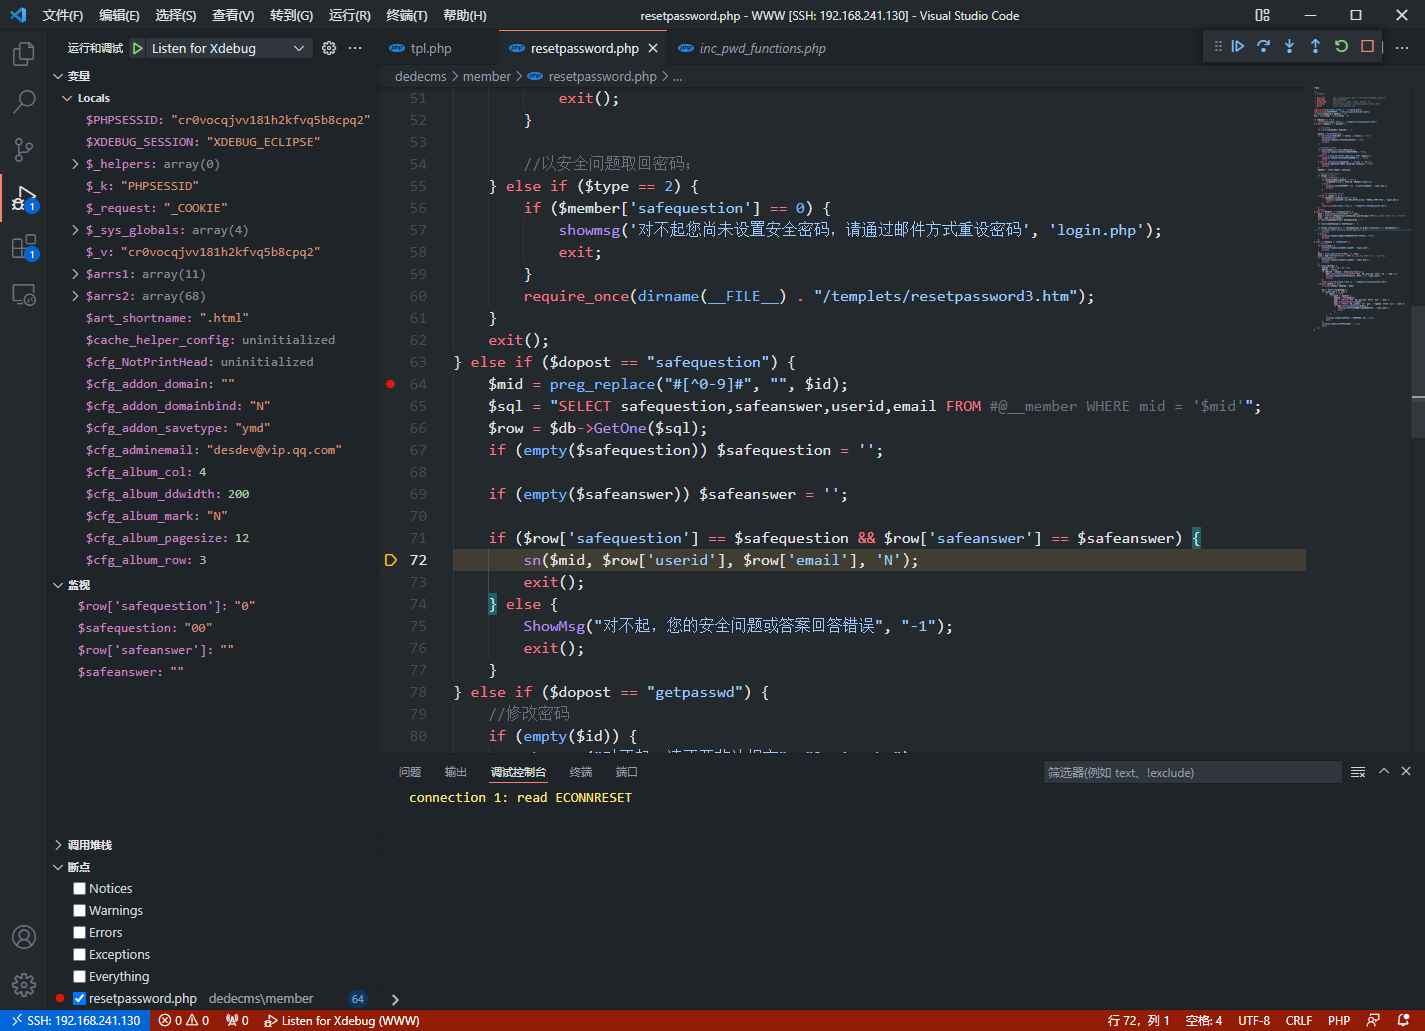 文件(F) 编辑(E) 选择(S) 查看(V) 转到(G) 运行(R) 终端(T) 帮助(H) resetpassword.php - WWW [SSH: 192.168.241.130] - Visual Studio Code
运行和调试 Listen for Xdebug
tpl.php resetpassword.php inc_pwd_functions.php
dedecms > member > resetpassword.php > ...
变量
Locals
$PHPSESSID: "cr0vocqjvv181h2kfvq5b8cpq2"
$XDEBUG_SESSION: "XDEBUG_ECLIPSE"
$_helpers: array(0)
$_k: "PHPSESSID"
$_request: "_COOKIE"
$_sys_globals: array(4)
$_v: "cr0vocqjvv181h2kfvq5b8cpq2"
$arrs1: array(11)
$arrs2: array(68)
$art_shortname: ".html"
$cache_helper_config: uninitialized
$cfg_NotPrintHead: uninitialized
$cfg_addon_domain: ""
$cfg_addon_domainbind: "N"
$cfg_addon_savetype: "ymd"
$cfg_adminemail: "desdev@vip.qq.com"
$cfg_album_col: 4
$cfg_album_ddwidth: 200
$cfg_album_mark: "N"
$cfg_album_pagesize: 12
$cfg_album_row: 3
监视
$row['safequestion']: "0"
$safequestion: "00"
$row['safeanswer']: ""
$safeanswer: ""
调用堆栈
断点
Notices
Warnings
Errors
Exceptions
Everything
resetpassword.php dedecms\member 64
1
1
51 exit();
52 }
53
54 //以安全问题取回密码;
55 } else if ($type == 2) {
56 if ($member['safequestion'] == 0) {
57 showmsg('对不起您尚未设置安全密码，请通过邮件方式重设密码', 'login.php');
58 exit;
59 }
60 require_once(dirname(__FILE__) . "/templets/resetpassword3.htm");
61 }
62 exit();
63 } else if ($dopost == "safequestion") {
64 $mid = preg_replace("#[^0-9]#", "", $id);
65 $sql = "SELECT safequestion,safeanswer,userid,email FROM #@__member WHERE mid = '$mid'";
66 $row = $db->GetOne($sql);
67 if (empty($safequestion)) $safequestion = '';
68
69 if (empty($safeanswer)) $safeanswer = '';
70
71 if ($row['safequestion'] == $safequestion && $row['safeanswer'] == $safeanswer) {
72 sn($mid, $row['userid'], $row['email'], 'N');
73 exit();
74 } else {
75 ShowMsg("对不起，您的安全问题或答案回答错误", "-1");
76 exit();
77 }
78 } else if ($dopost == "getpasswd") {
79 //修改密码
80 if (empty($id)) {
问题 输出 调试控制台 终端 端口 筛选器(例如 text、!exclude)
connection 1: read ECONNRESET
SSH: 192.168.241.130 0 0 0 Listen for Xdebug (WWW) 行 72，列 1 空格: 4 UTF-8 CRLF PHP